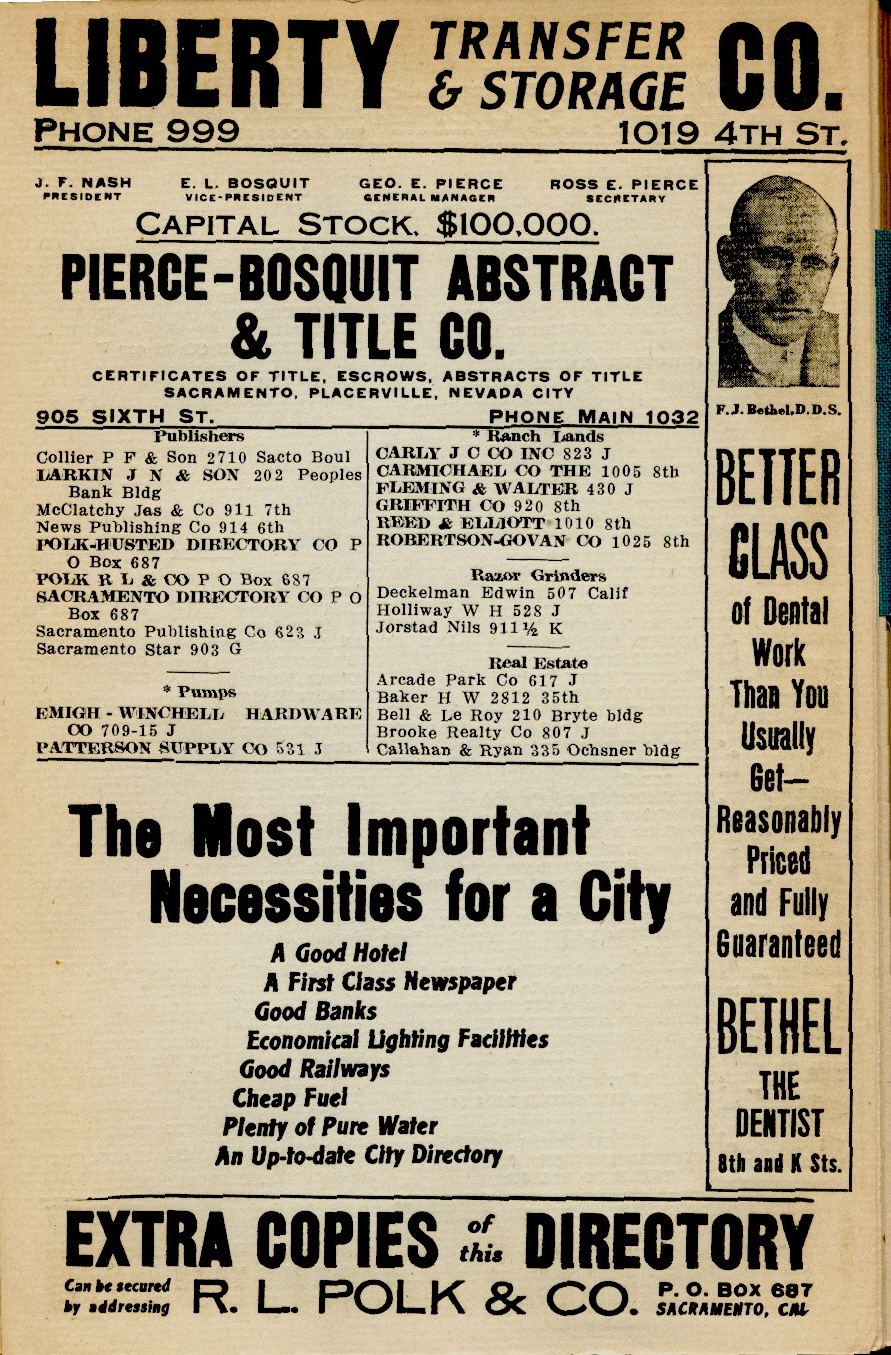 LIBERTY TRANSFER & STORAGE CO.
PHONE 999 1019 4TH ST.
J. F. NASH E. L. BOSQUIT GEO. E. PIERCE ROSS E. PIERCE
PRESIDENT VICE-PRESIDENT GENERAL MANAGER SECRETARY
CAPITAL STOCK, $100,000.
PIERCE-BOSQUIT ABSTRACT
& TITLE CO.
CERTIFICATES OF TITLE, ESCROWS, ABSTRACTS OF TITLE
SACRAMENTO, PLACERVILLE, NEVADA CITY
905 SIXTH ST. PHONE MAIN 1032
Publishers
Collier P F & Son 2710 Sacto Boul
LARKIN J N & SON 202 Peoples
Bank Bldg
McClatchy Jas & Co 911 7th
News Publishing Co 914 6th
POLK-HUSTED DIRECTORY CO P
O Box 687
POLK R L & CO P O Box 687
SACRAMENTO DIRECTORY CO P O
Box 687
Sacramento Publishing Co 623 J
Sacramento Star 903 G
* Pumps
EMIGH - WINCHELL HARDWARE
CO 709-15 J
PATTERSON SUPPLY CO 531 J
* Ranch Lands
CARLY J C CO INC 823 J
CARMICHAEL CO THE 1005 8th
FLEMING & WALTER 430 J
GRIFFITH CO 920 8th
REED & ELLIOTT 1010 8th
ROBERTSON-GOVAN CO 1025 8th
Razor Grinders
Deckelman Edwin 507 Calif
Holliway W H 528 J
Jorstad Nils 911½ K
Real Estate
Arcade Park Co 617 J
Baker H W 2812 35th
Bell & Le Roy 210 Bryte bldg
Brooke Realty Co 807 J
Callahan & Ryan 335 Ochsner bldg
F. J. Bethel, D. D. S.
BETTER
CLASS
of Dental
Work
Than You
Usually
Get—
Reasonably
Priced
and Fully
Guaranteed
BETHEL
THE
DENTIST
8th and K Sts.
The Most Important
Necessities for a City
A Good Hotel
A First Class Newspaper
Good Banks
Economical Lighting Facilities
Good Railways
Cheap Fuel
Plenty of Pure Water
An Up-to-date City Directory
EXTRA COPIES of this DIRECTORY
Can be secured by addressing R. L. POLK & CO. P. O. BOX 687 SACRAMENTO, CAL